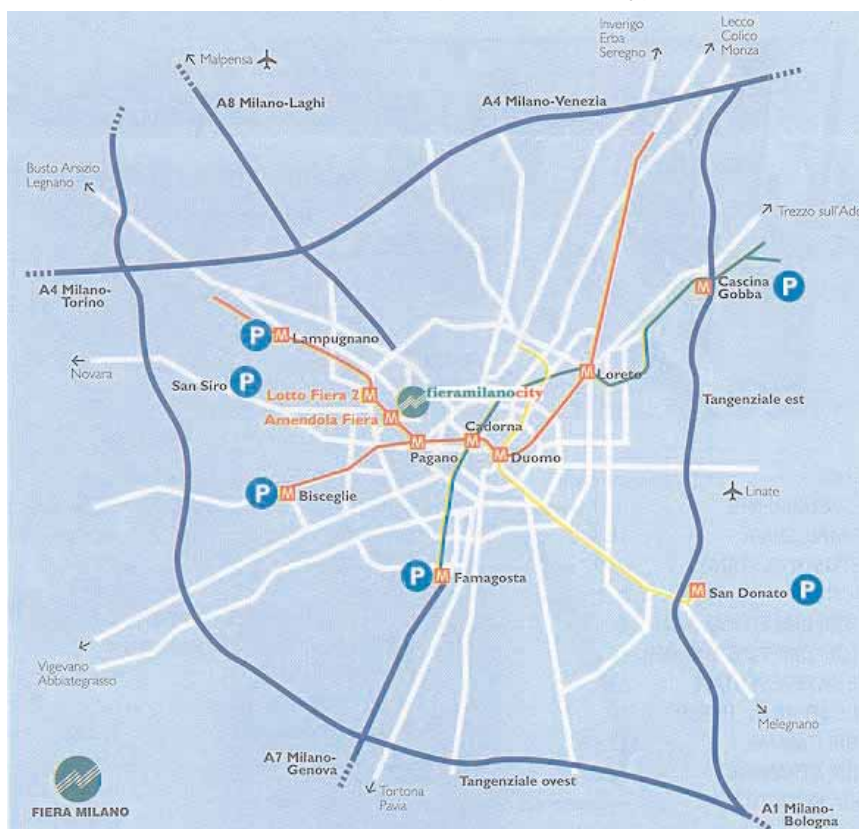 Inverigo
Erba
Seregno
Lecco
Colico
Monza
Malpensa
A8 Milano-Laghi
A4 Milano-Venezia
Busto Arsizio
Legnano
Trezzo sull'Add
A4 Milano-
Torino
M
Cascina
Gobba
P
P
M
Lampugnano
Novara
San Siro
P
Lotto Fiera 2
M
fieramilanocity
M
Loreto
Tangenziale est
Amendola Fiera
M
Cadorna
M
M
Pagano
M
Duomo
P
M
Bisceglie
Linate
P
M
Famagosta
M
San Donato
P
Vigevano
Abbiategrasso
Melegnano
A7 Milano-
Genova
Tangenziale ovest
Tortona
Pavia
FIERA MILANO
A1 Milano-
Bologna